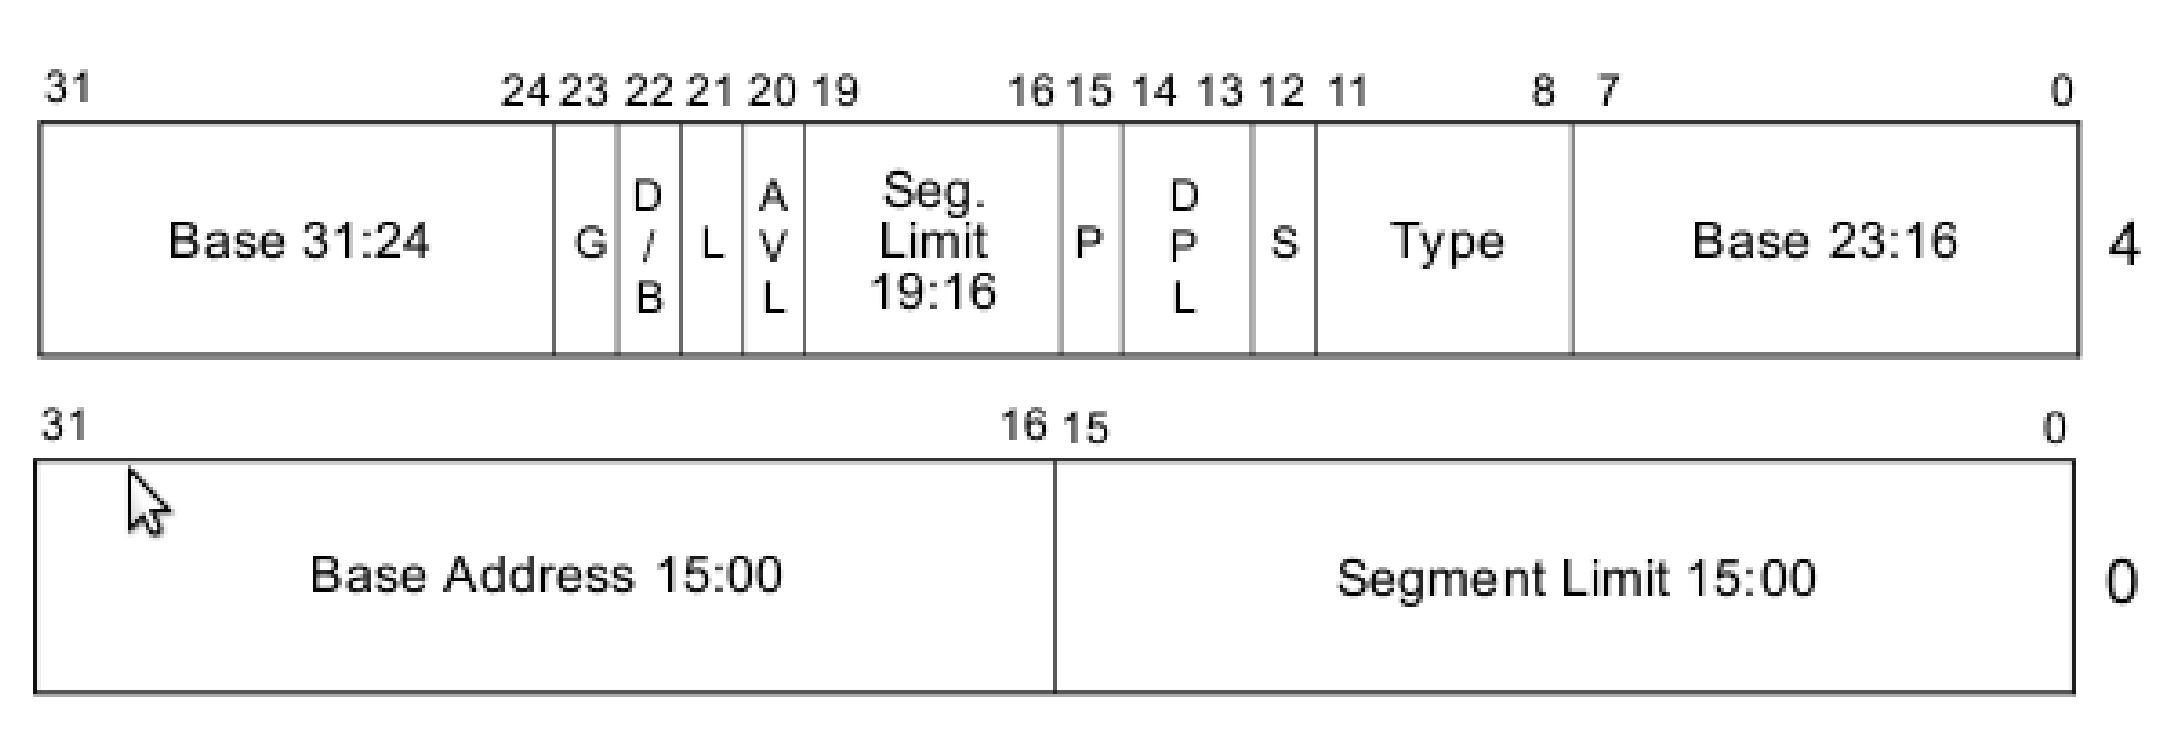 31 24 23 22 21 20 19 16 15 14 13 12 11 8 7 0
Base 31:24 G D/B L AVL Seg. Limit 19:16 P DPL S Type Base 23:16 4
31 16 15 0
Base Address 15:00 Segment Limit 15:00 0